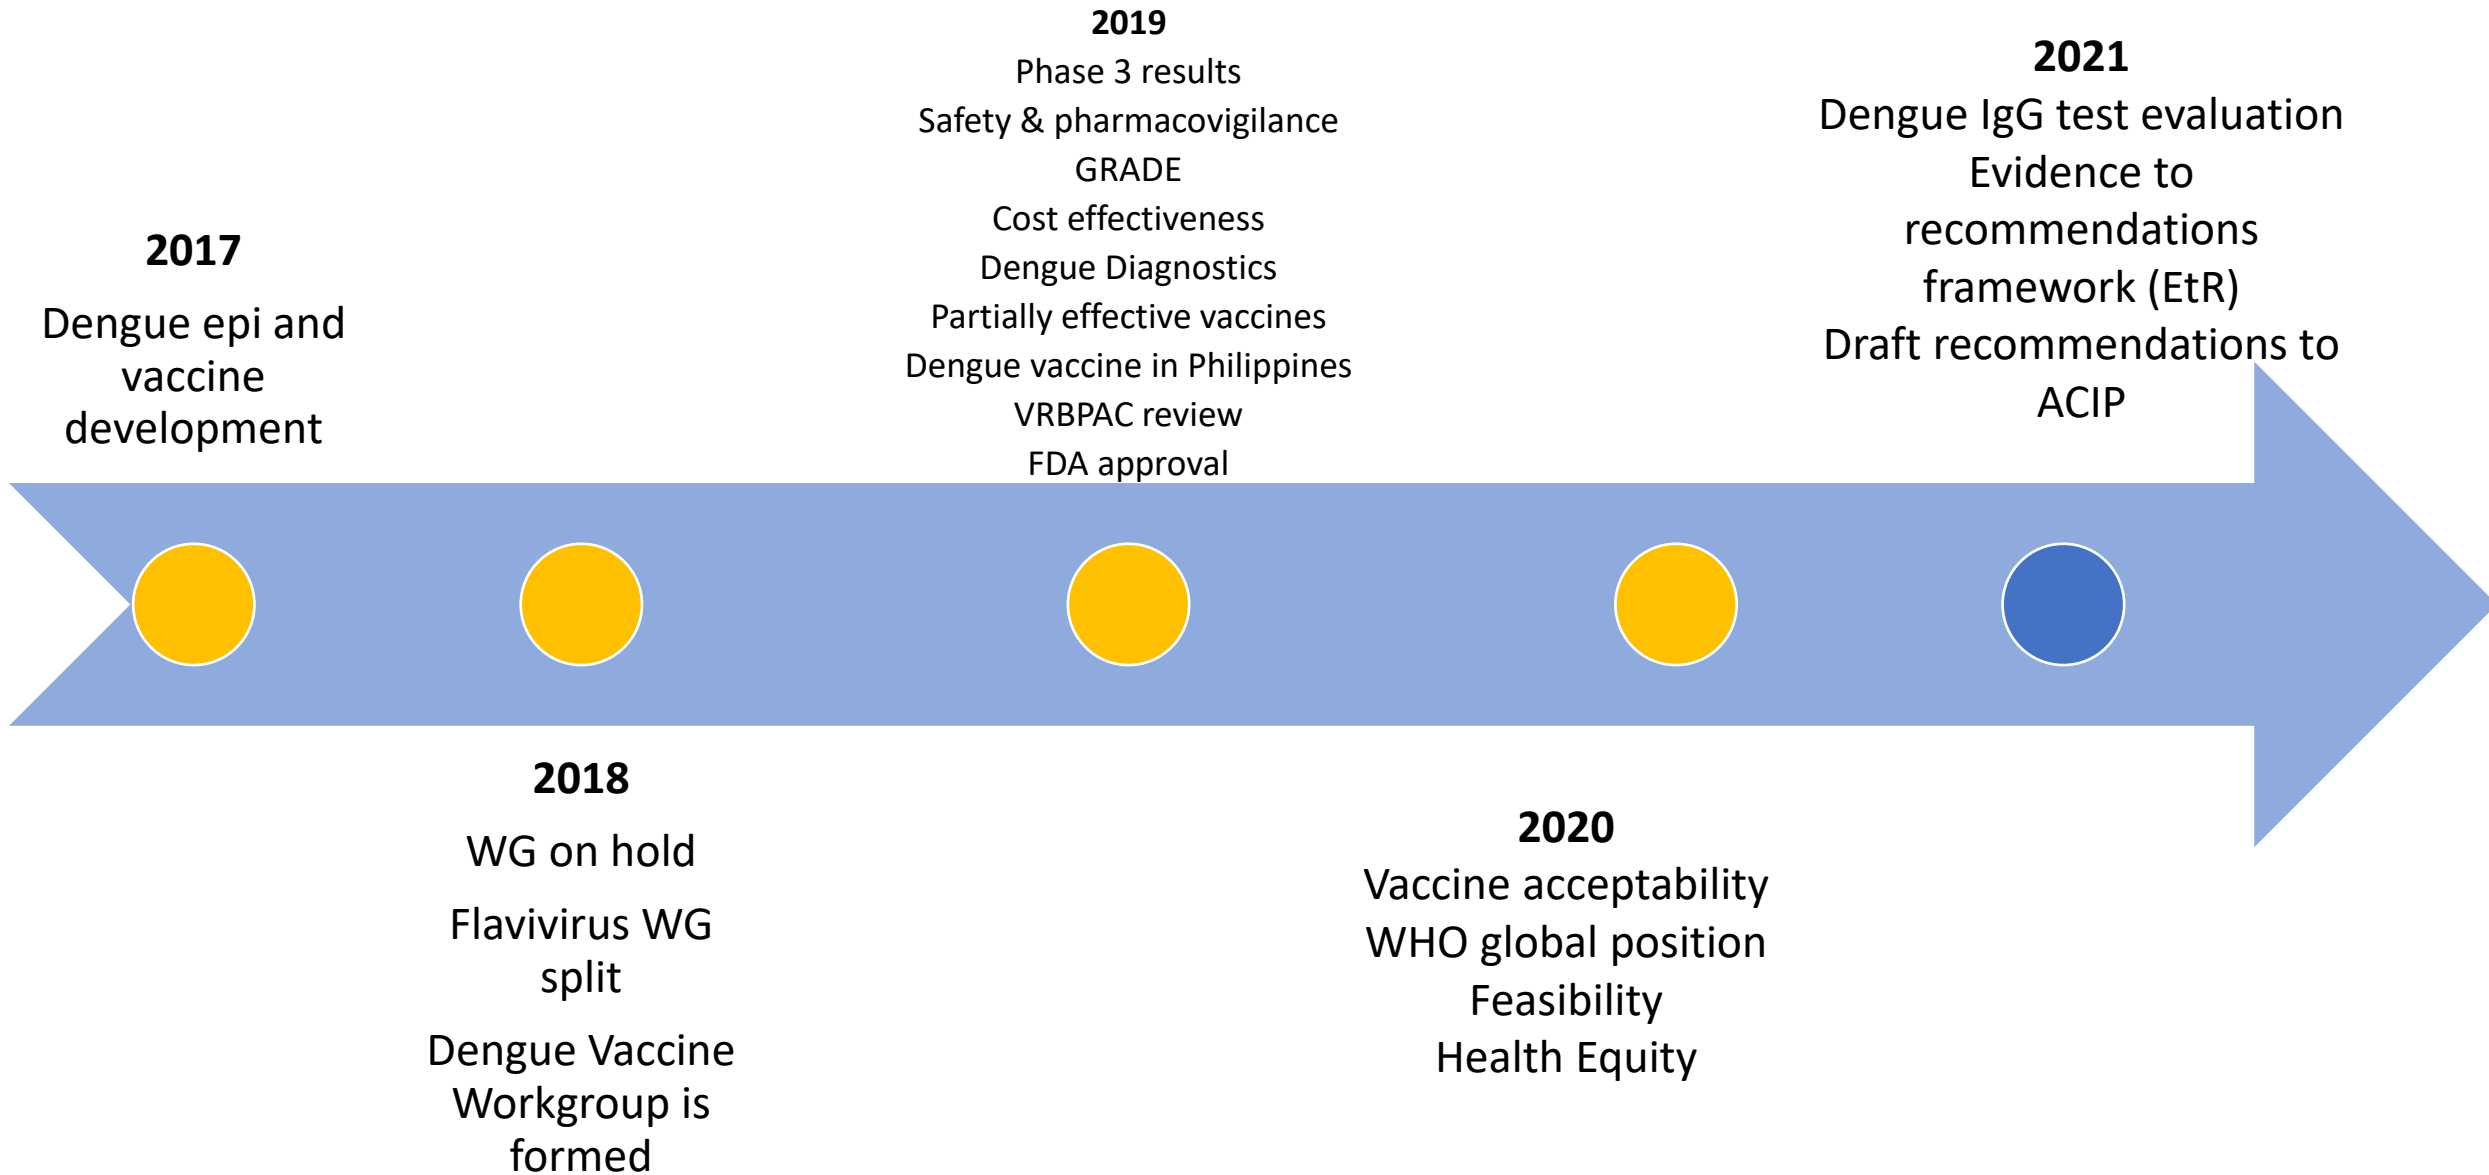 2017
Dengue epi and
vaccine
development
2018
WG on hold
Flavivirus WG
split
Dengue Vaccine
Workgroup is
formed
2019
Phase 3 results
Safety & pharmacovigilance
GRADE
Cost effectiveness
Dengue Diagnostics
Partially effective vaccines
Dengue vaccine in Philippines
VRBPAC review
FDA approval
2020
Vaccine acceptability
WHO global position
Feasibility
Health Equity
2021
Dengue IgG test evaluation
Evidence to
recommendations
framework (EtR)
Draft recommendations to
ACIP